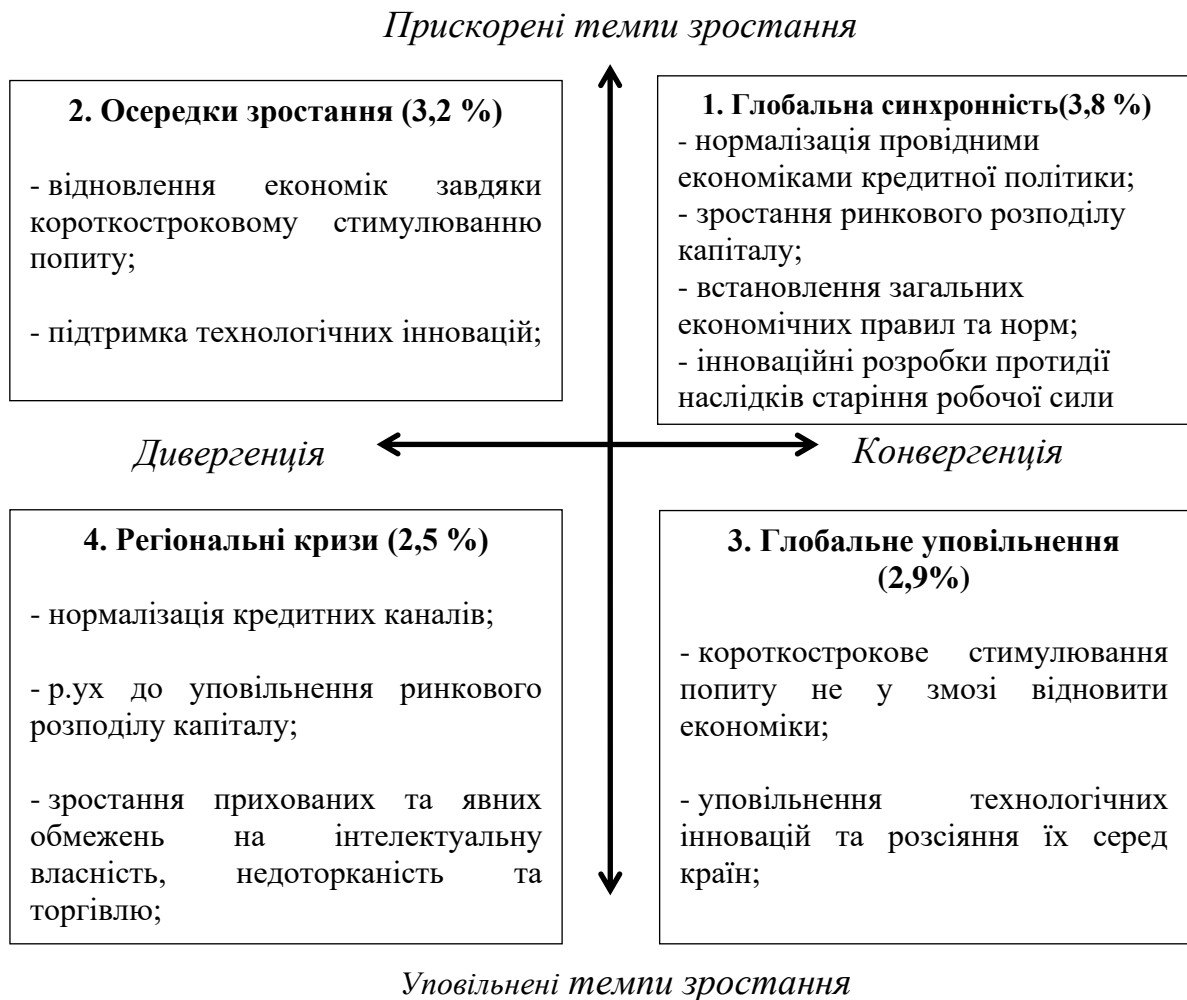 Прискорені темпи зростання
2. Осередки зростання (3,2 %)
- відновлення економік завдяки
короткостроковому стимулюванню
попиту;
- підтримка технологічних інновацій;
1. Глобальна синхронність(3,8 %)
- нормалізація провідними
економіками кредитної політики;
- зростання ринкового розподілу
капіталу;
- встановлення загальних
економічних правил та норм;
- інноваційні розробки протидії
наслідків старіння робочої сили
Дивергенція
Конвергенція
4. Регіональні кризи (2,5 %)
- нормалізація кредитних каналів;
- р.ух до уповільнення ринкового
розподілу капіталу;
- зростання прихованих та явних
обмежень на інтелектуальну
власність, недоторканість та
торгівлю;
3. Глобальне уповільнення
(2,9%)
- короткострокове стимулювання
попиту не у змозі відновити
економіки;
- уповільнення технологічних
інновацій та розсіяння їх серед
країн;
Уповільнені темпи зростання